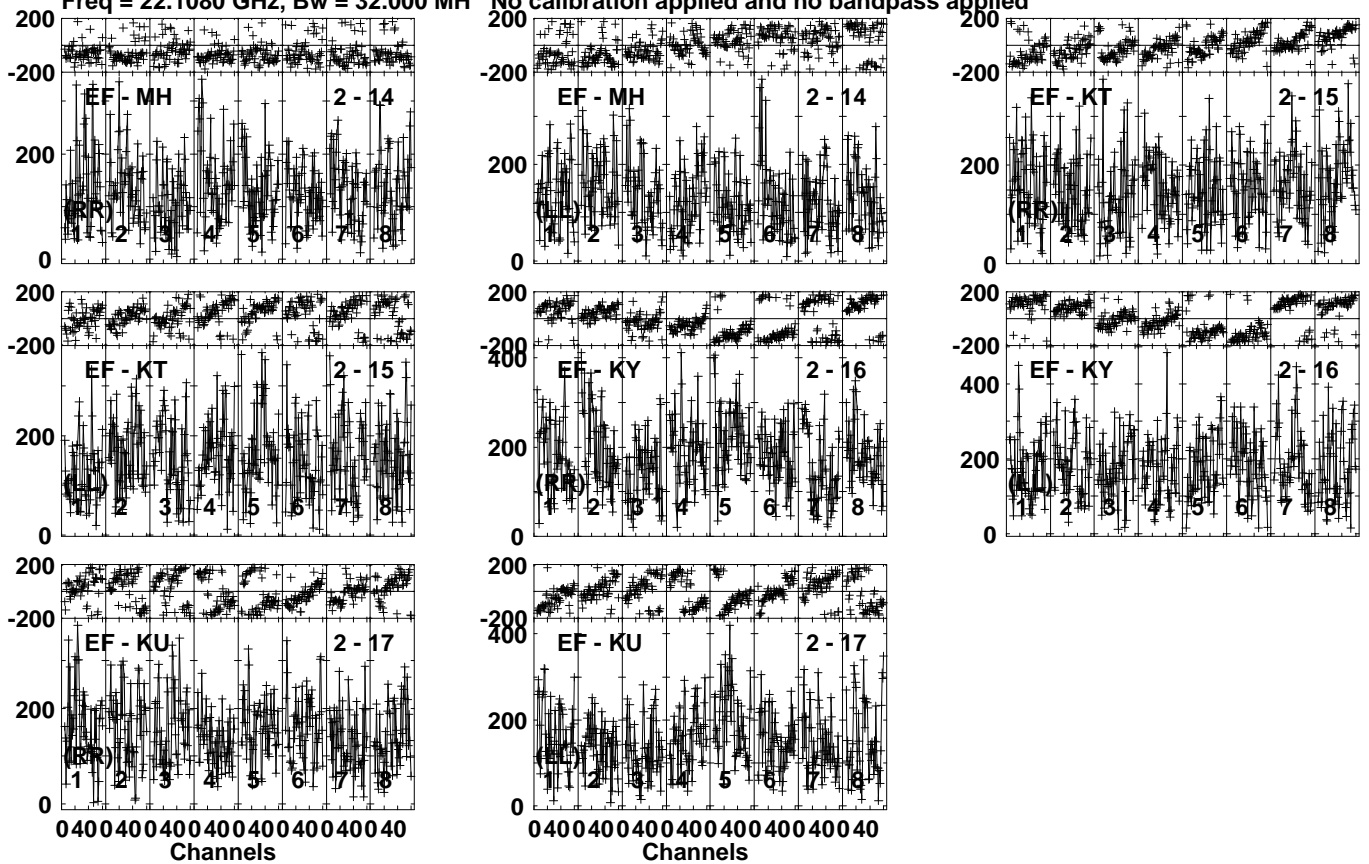 Freq = 22.1080 GHz, Bw = 32.000 MH No calibration applied and no bandpass applied
200
-200
EF - MH 2 - 14
200
(RR)
1 2 3 4 5 6 7 8
0
EF - MH 2 - 14
200
(LL)
1 2 3 4 5 6 7 8
0
200
-200
EF - KT 2 - 15
200
(RR)
1 2 3 4 5 6 7 8
0
200
-200
EF - KT 2 - 15
200
(LL)
1 2 3 4 5 6 7 8
0
200
-200
400
EF - KY 2 - 16
200
(RR)
1 2 3 4 5 6 7 8
0
200
-200
EF - KY 2 - 16
400
200
(LL)
1 2 3 4 5 6 7 8
0
200
-200
EF - KU 2 - 17
200
(RR)
1 2 3 4 5 6 7 8
0
0 40 0 40 0 40 0 40 0 40 0 40 0 40 0 40
Channels
200
-200
400
EF - KU 2 - 17
200
(LL)
1 2 3 4 5 6 7 8
0
0 40 0 40 0 40 0 40 0 40 0 40 0 40 0 40
Channels